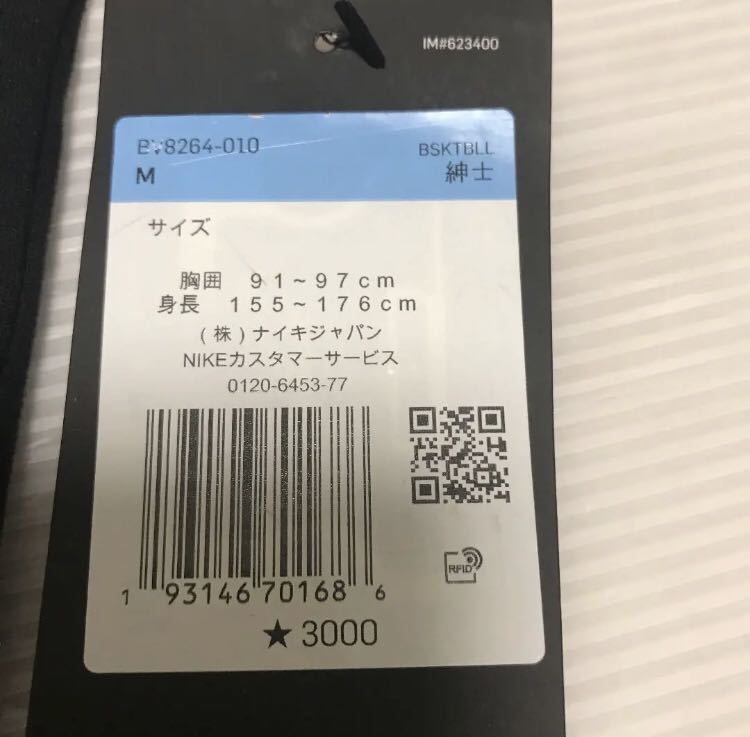 IM#623400
BV8264-010
BSKTBLL
M
紳士
サイズ
胸囲 91~97cm
身長 155~176cm
(株)ナイキジャパン
NIKEカスタマーサービス
0120-6453-77
1 93146 70168 6
RFID
★3000